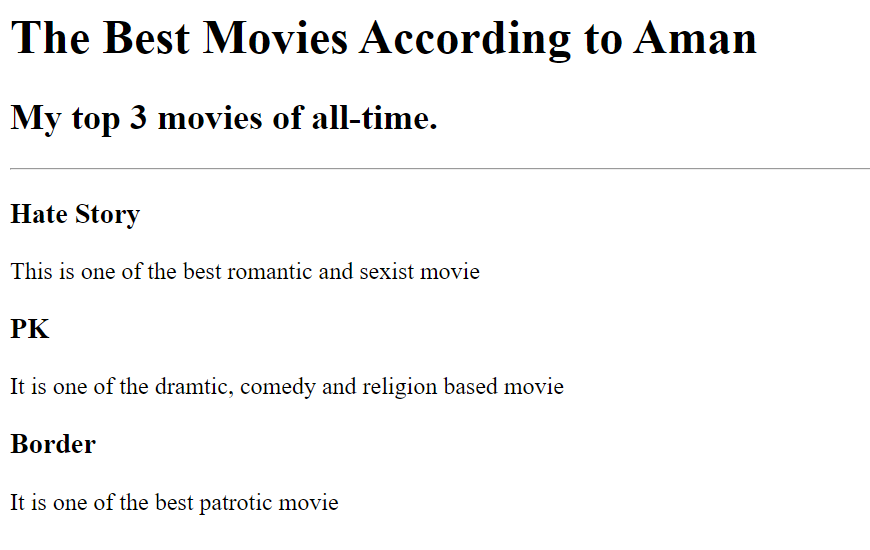 The Best Movies According to Aman
My top 3 movies of all-time.
Hate Story
This is one of the best romantic and sexist movie
PK
It is one of the dramtic, comedy and religion based movie
Border
It is one of the best patrotic movie